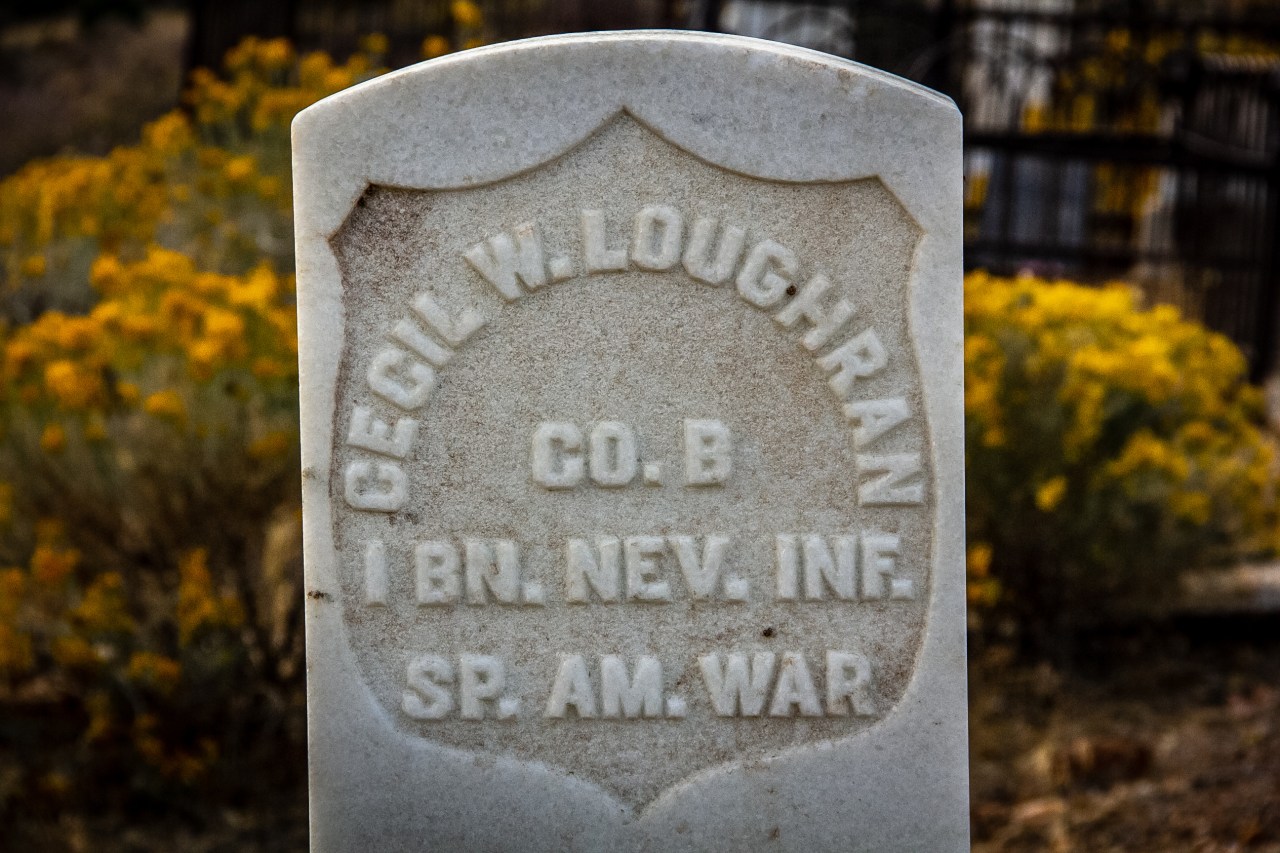 CECIL W. LOUGHRAN
CO. B
1 BN. NEV. INF.
SP. AM. WAR